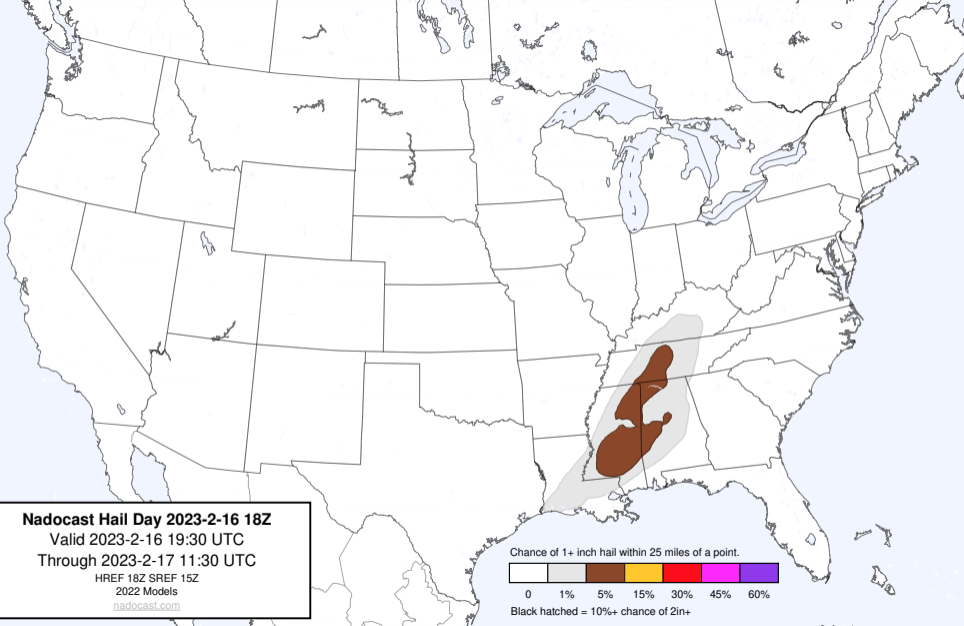 Nadocast Hail Day 2023-2-16 18Z
Valid 2023-2-16 19:30 UTC
Through 2023-2-17 11:30 UTC
HREF 18Z SREF 15Z
2022 Models
nadocast.com
Chance of 1+ inch hail within 25 miles of a point.
0 1% 5% 15% 30% 45% 60%
Black hatched = 10%+ chance of 2in+